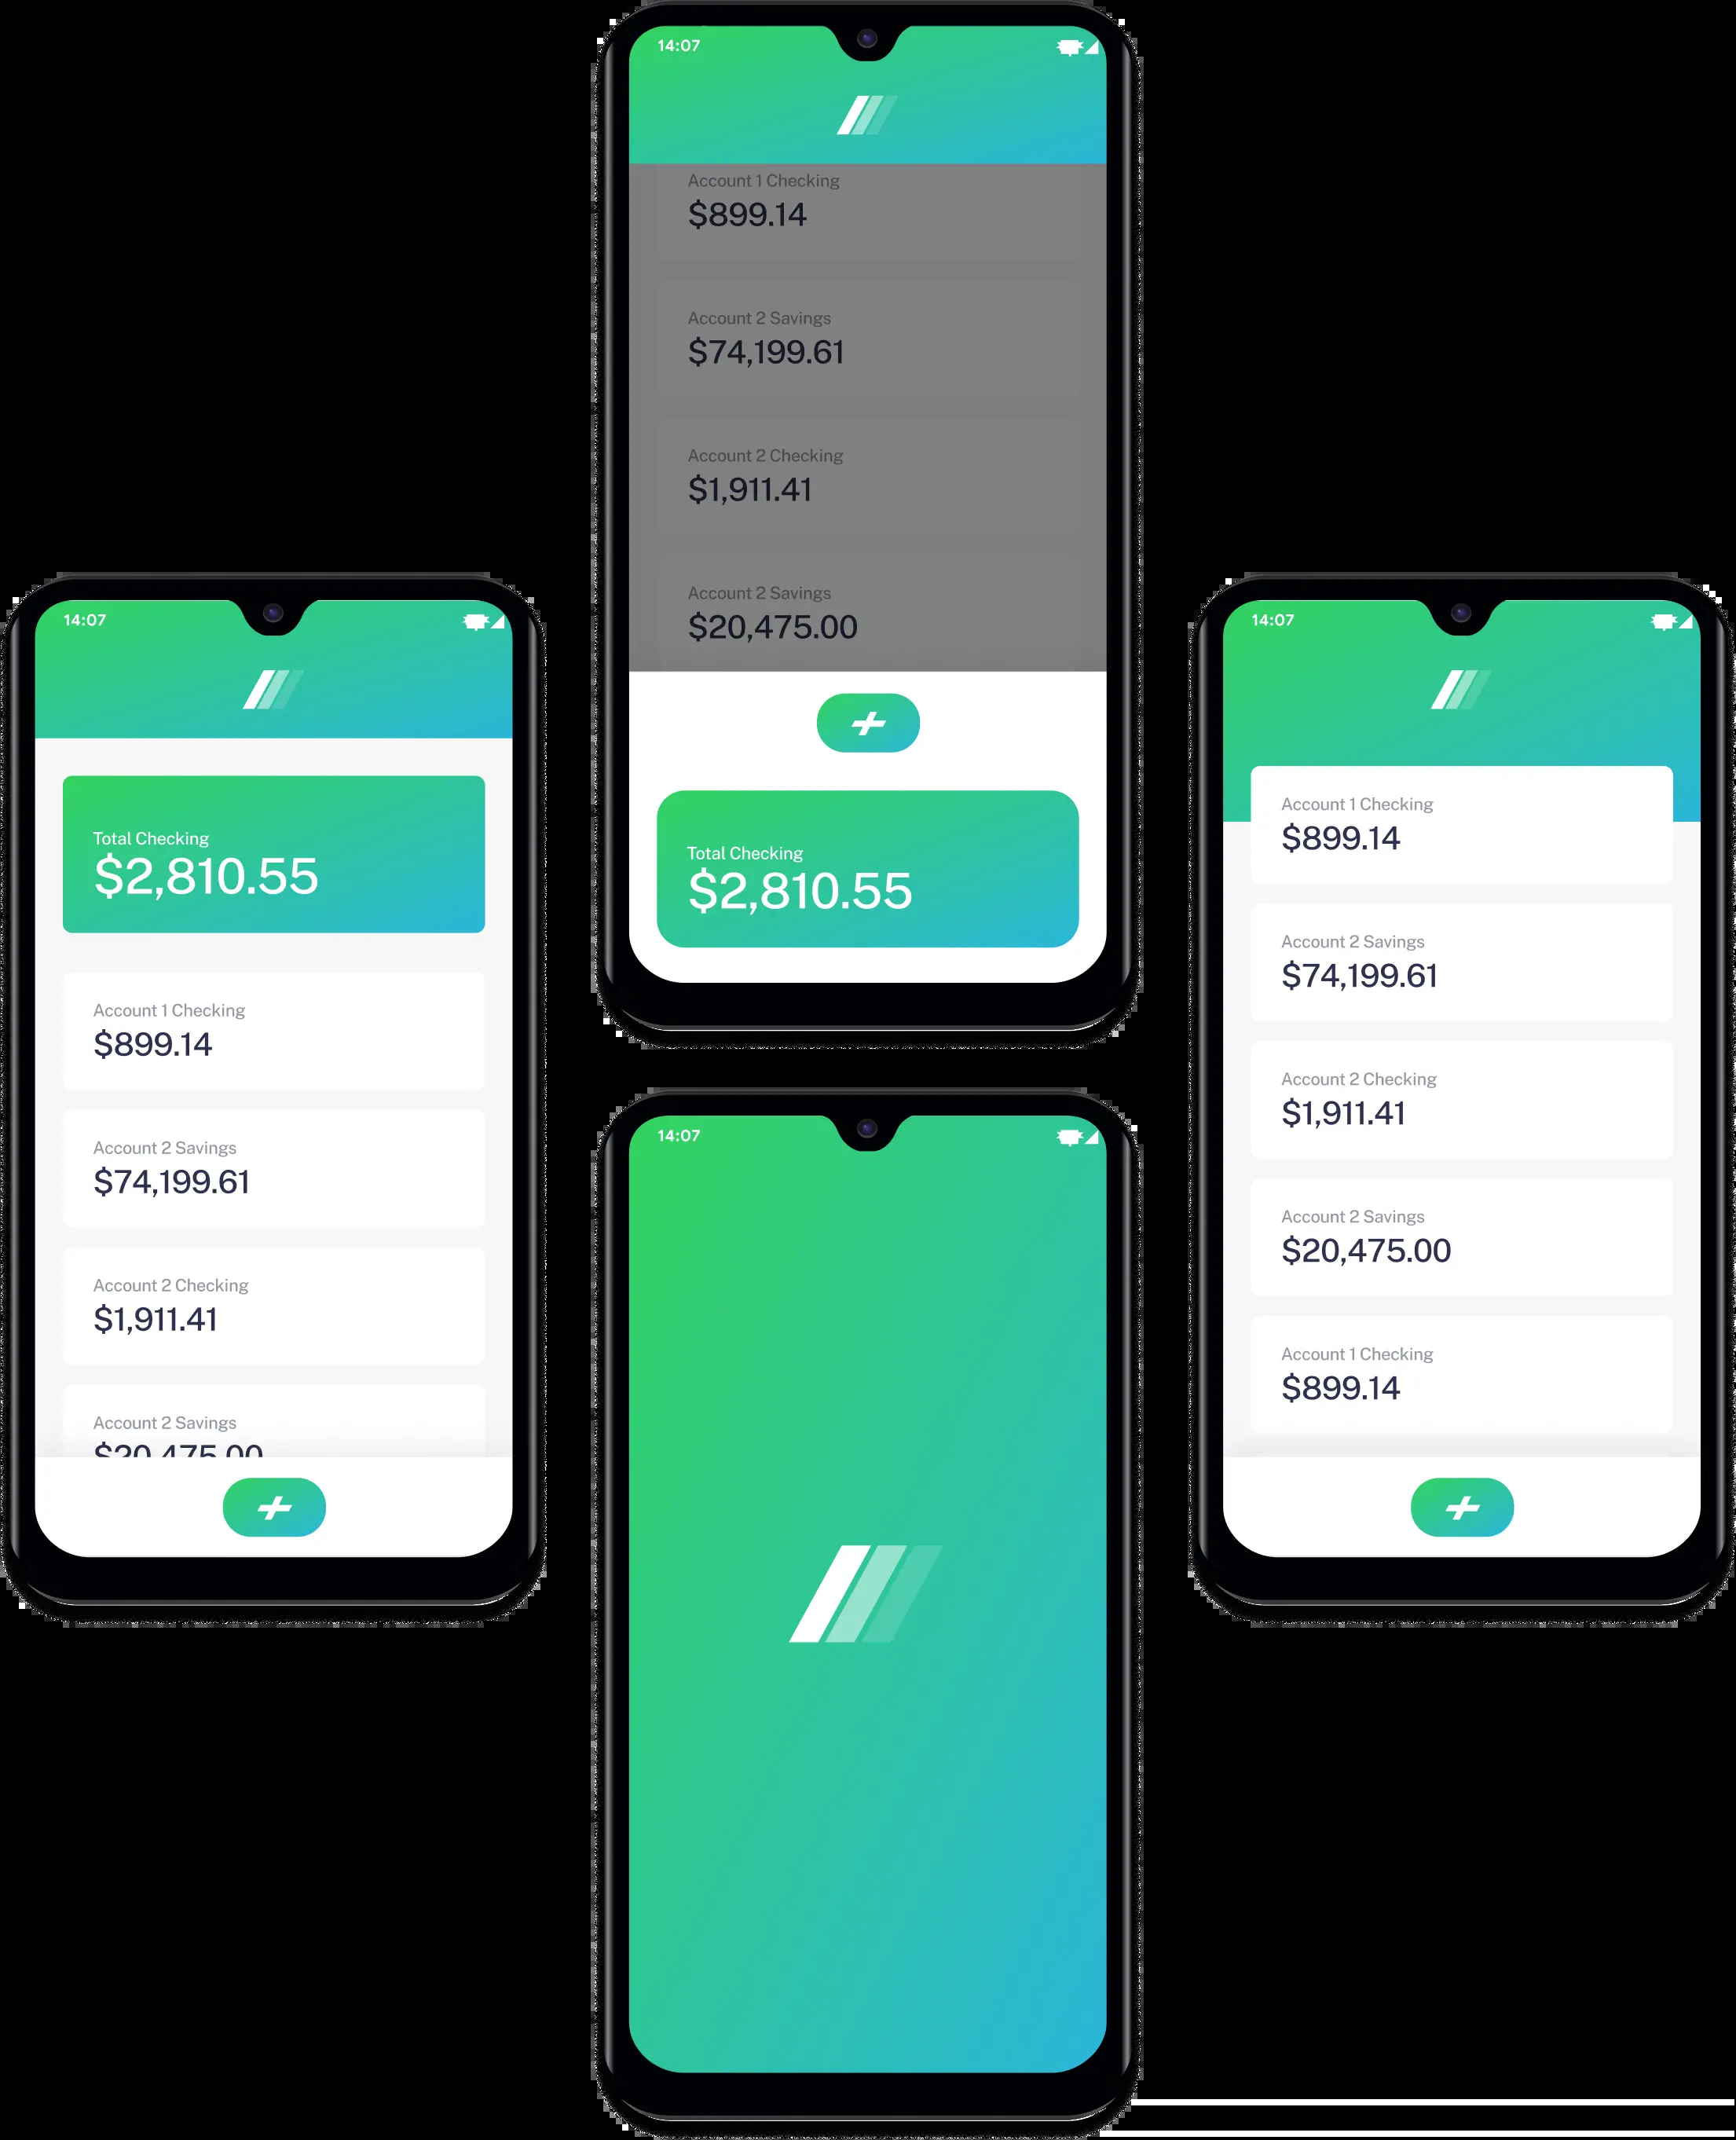 14:07
Account 1 Checking
$899.14
Account 2 Savings
$74,199.61
Account 2 Checking
$1,911.41
Account 2 Savings
$20,475.00
Total Checking
$2,810.55
14:07
Total Checking
$2,810.55
Account 1 Checking
$899.14
Account 2 Savings
$74,199.61
Account 2 Checking
$1,911.41
Account 2 Savings
$20,475.00
14:07
Account 1 Checking
$899.14
Account 2 Savings
$74,199.61
Account 2 Checking
$1,911.41
Account 2 Savings
$20,475.00
Account 1 Checking
$899.14
14:07